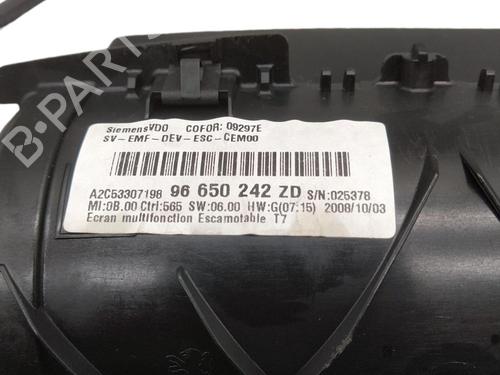 SiemensVDO COFOR: 09297E
SV-EMF-DEV-ESC-CEM00
A2C53307198 96 650 242 ZD S/N:025378
MI:0B.00 Ctrl:565 SW:06.00 HW:G(07:15) 2008/10/03
Ecran multifonction Escamotable T7
B-PARTS